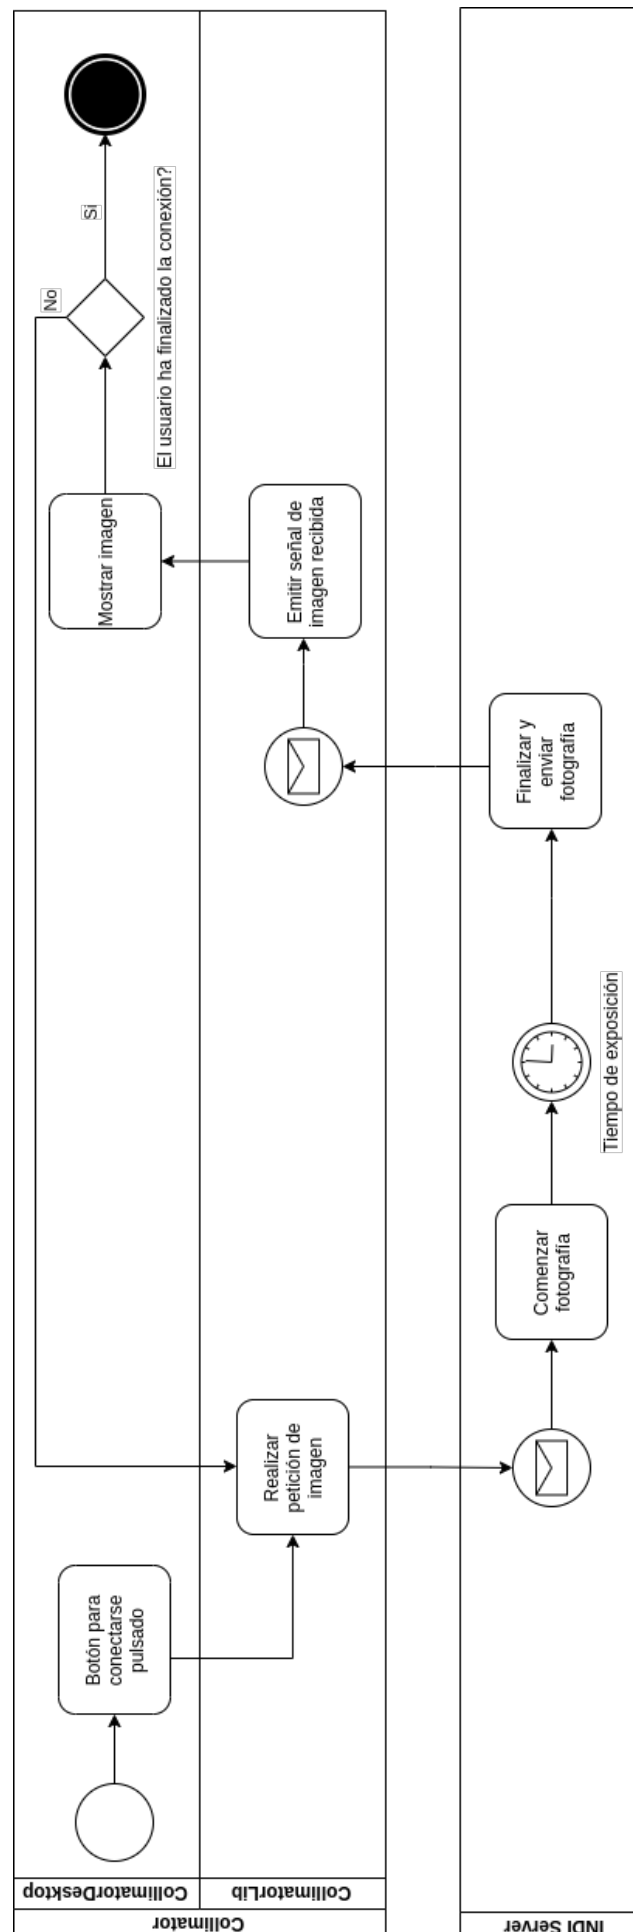 Collimator
CollimatorDesktop
CollimatorLib
INDI Server
Botón para
conectarse
pulsado
Realizar
petición de
imagen
Comenzar
fotografía
Tiempo de exposición
Finalizar y
enviar
fotografía
Emitir señal de
imagen recibida
Mostrar imagen
El usuario ha finalizado la conexión?
No
Si